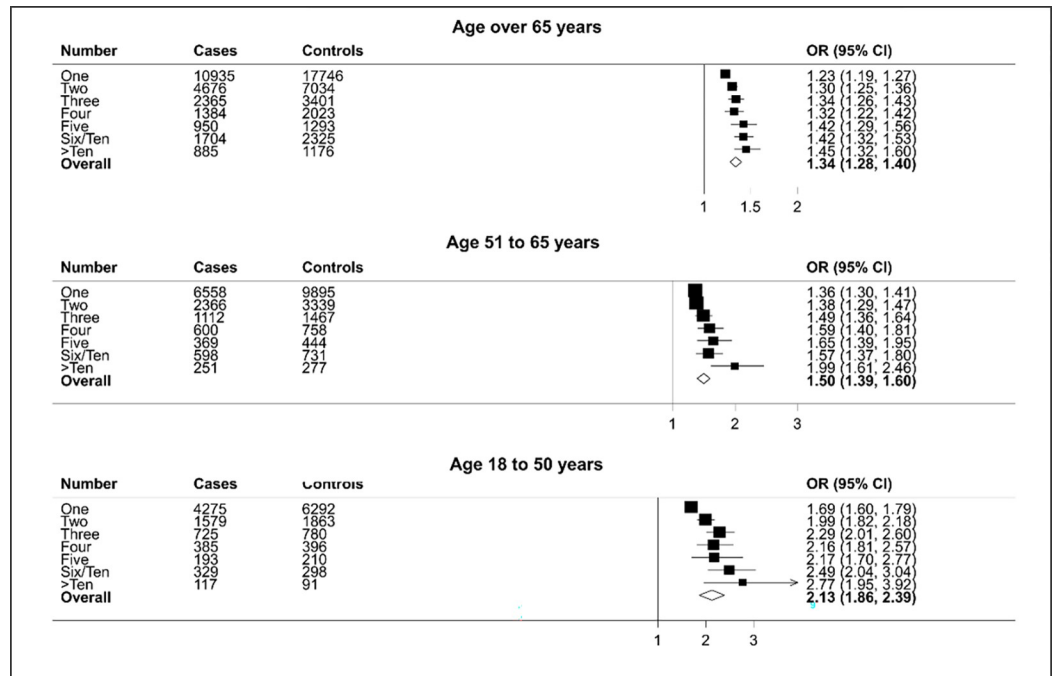 Age over 65 years
Number Cases Controls OR (95% CI)
One 10935 17746 1.23 (1.19, 1.27)
Two 4676 7034 1.30 (1.25, 1.36)
Three 2365 3401 1.34 (1.26, 1.43)
Four 1384 2023 1.32 (1.22, 1.42)
Five 950 1293 1.42 (1.29, 1.56)
Six/Ten 1704 2325 1.42 (1.32, 1.53)
>Ten 885 1176 1.45 (1.32, 1.60)
Overall 1.34 (1.28, 1.40)
1 1.5 2
Age 51 to 65 years
Number Cases Controls OR (95% CI)
One 6558 9895 1.36 (1.30, 1.41)
Two 2366 3339 1.38 (1.29, 1.47)
Three 1112 1467 1.49 (1.36, 1.64)
Four 600 758 1.59 (1.40, 1.81)
Five 369 444 1.65 (1.39, 1.95)
Six/Ten 598 731 1.57 (1.37, 1.80)
>Ten 251 277 1.99 (1.61, 2.46)
Overall 1.50 (1.39, 1.60)
1 2 3
Age 18 to 50 years
Number Cases Controls OR (95% CI)
One 4275 6292 1.69 (1.60, 1.79)
Two 1579 1863 1.99 (1.82, 2.18)
Three 725 780 2.29 (2.01, 2.60)
Four 385 396 2.16 (1.81, 2.57)
Five 193 210 2.17 (1.70, 2.77)
Six/Ten 329 298 2.49 (2.04, 3.04)
>Ten 117 91 2.77 (1.95, 3.92)
Overall 2.13 (1.86, 2.39)
1 2 3